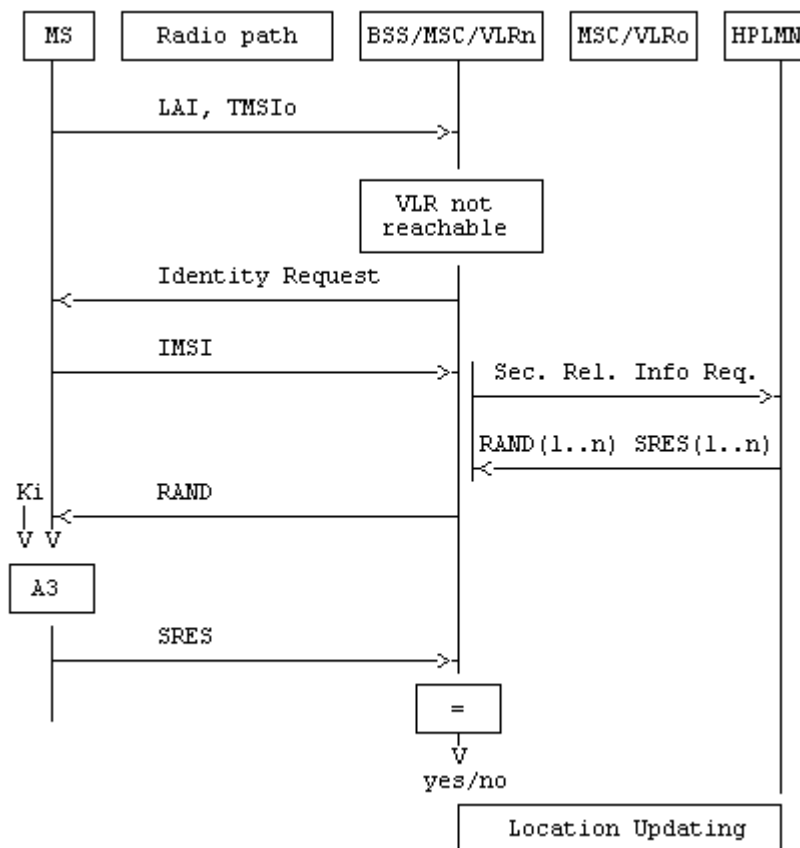 MS
Radio path
BSS/MSC/VLRn
MSC/VLRo
HPLMN
LAI, TMSIo
VLR not
reachable
Identity Request
IMSI
Sec. Rel. Info Req.
RAND(1..n) SRES(1..n)
Ki
RAND
V V
A3
SRES
=
V
yes/no
Location Updating